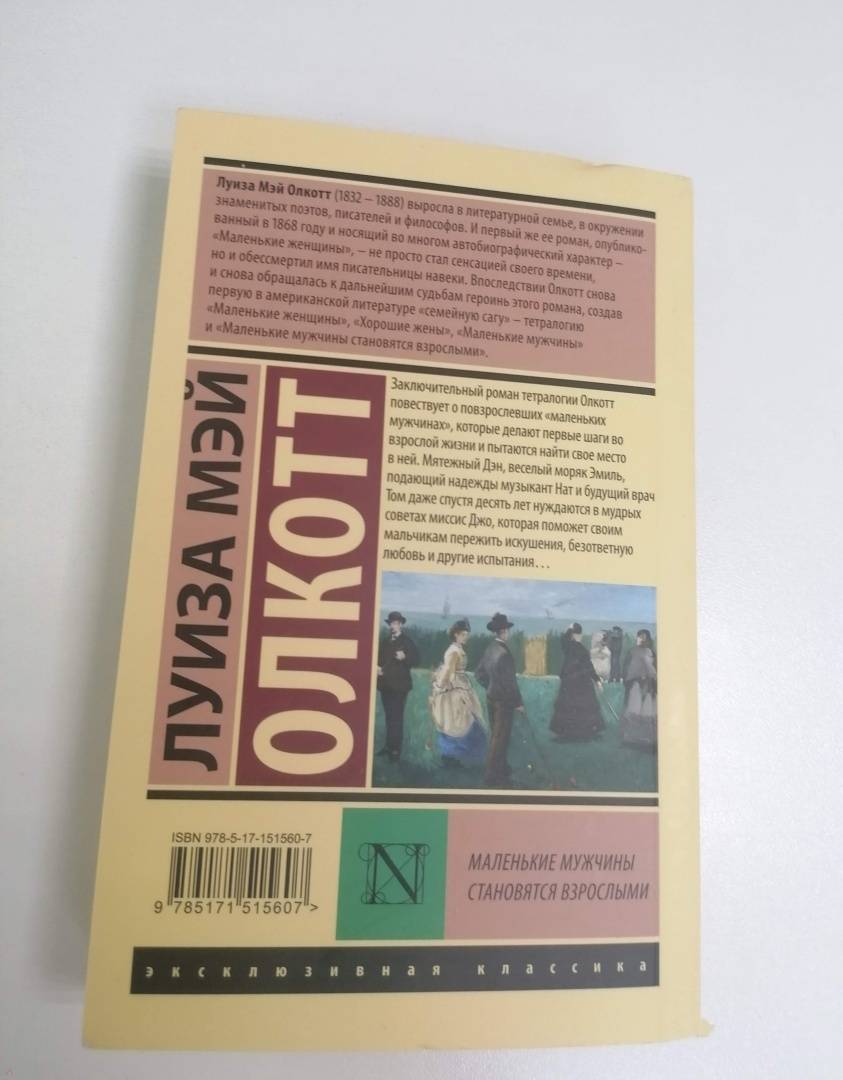 Луиза Мэй Олкотт (1832 – 1888) выросла в литературной семье, в окружении
знаменитых поэтов, писателей и философов. И первый же ее роман, опублико-
ванный в 1868 году и носящий во многом автобиографический характер –
«Маленькие женщины», – не просто стал сенсацией своего времени,
но и обессмертил имя писательницы навеки. Впоследствии Олкотт снова
и снова обращалась к дальнейшим судьбам героинь этого романа, создав
первую в американской литературе «семейную сагу» – тетралогию
«Маленькие женщины», «Хорошие жены», «Маленькие мужчины»
и «Маленькие мужчины становятся взрослыми».
ЛУИЗА МЭЙ
ОЛКОТТ
Заключительный роман тетралогии Олкотт
повествует о повзрослевших «маленьких
мужчинах», которые делают первые шаги во
взрослой жизни и пытаются найти свое место
в ней. Мятежный Дэн, веселый моряк Эмиль,
подающий надежды музыкант Нат и будущий врач
Том даже спустя десять лет нуждаются в мудрых
советах миссис Джо, которая поможет своим
мальчикам пережить искушения, безответную
любовь и другие испытания...
ISBN 978-5-17-151560-7
9 785171 515607 >
N
МАЛЕНЬКИЕ МУЖЧИНЫ
СТАНОВЯТСЯ ВЗРОСЛЫМИ
эксклюзивная классика